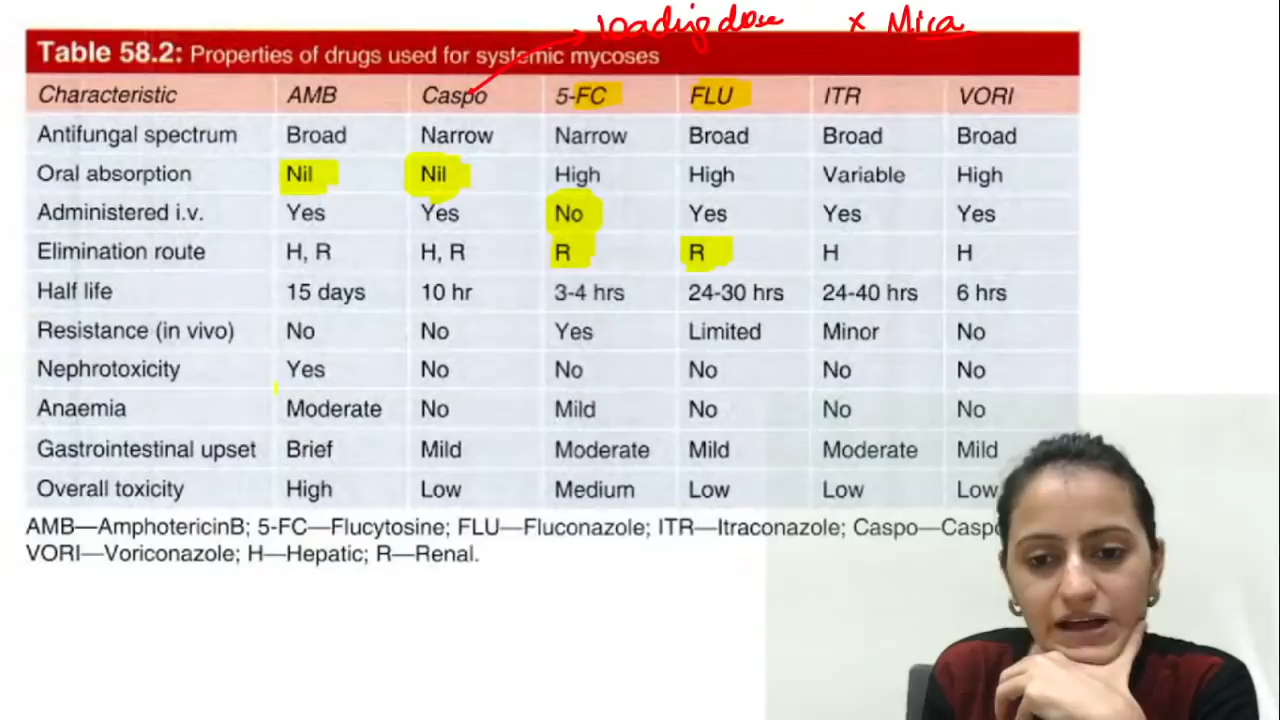 loading dose x Mica
Table 58.2: Properties of drugs used for systemic mycoses
Characteristic AMB Caspo 5-FC FLU ITR VORI
Antifungal spectrum Broad Narrow Narrow Broad Broad Broad
Oral absorption Nil Nil High High Variable High
Administered i.v. Yes Yes No Yes Yes Yes
Elimination route H, R H, R R R H H
Half life 15 days 10 hr 3-4 hrs 24-30 hrs 24-40 hrs 6 hrs
Resistance (in vivo) No No Yes Limited Minor No
Nephrotoxicity Yes No No No No No
Anaemia Moderate No Mild No No No
Gastrointestinal upset Brief Mild Moderate Mild Moderate Mild
Overall toxicity High Low Medium Low Low Low
AMB—AmphotericinB; 5-FC—Flucytosine; FLU—Fluconazole; ITR—Itraconazole; Caspo—Caspo
VORI—Voriconazole; H—Hepatic; R—Renal.